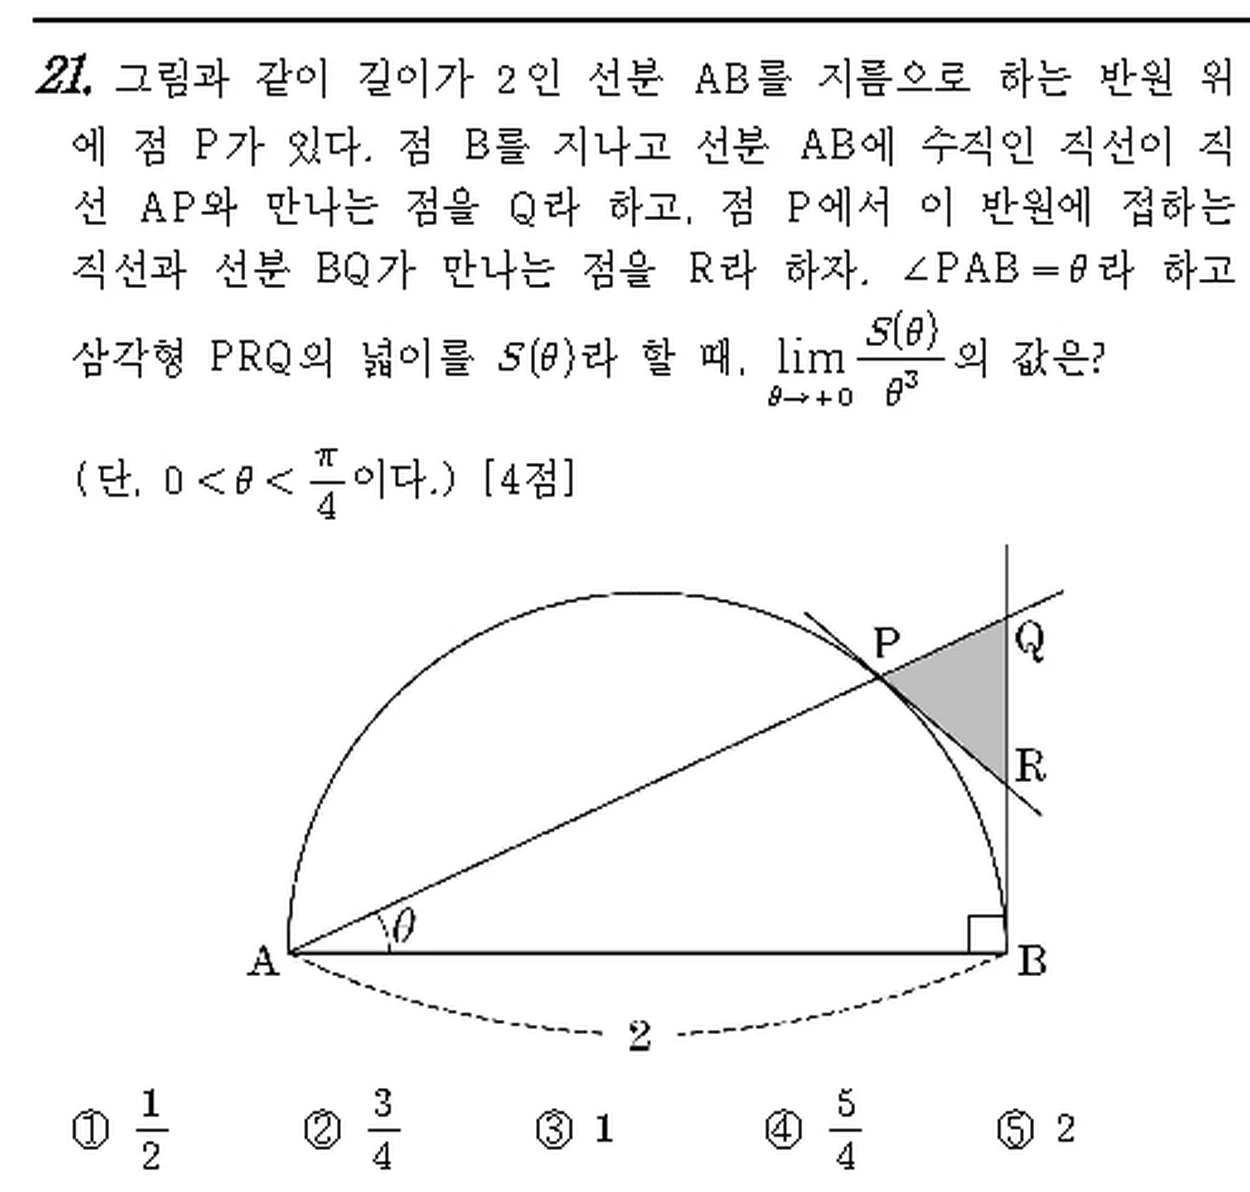 21. 그림과 같이 길이가 2인 선분 AB를 지름으로 하는 반원 위
에 점 P가 있다. 점 B를 지나고 선분 AB에 수직인 직선이 직
선 AP와 만나는 점을 Q라 하고, 점 P에서 이 반원에 접하는
직선과 선분 BQ가 만나는 점을 R라 하자. ∠PAB=θ라 하고
삼각형 PRQ의 넓이를 S(θ)라 할 때, lim_{θ→+0} S(θ)/θ³의 값은?
(단, 0<θ<π/4이다.) [4점]
P
Q
R
θ
A
B
2
① 1/2 ② 3/4 ③ 1 ④ 5/4 ⑤ 2